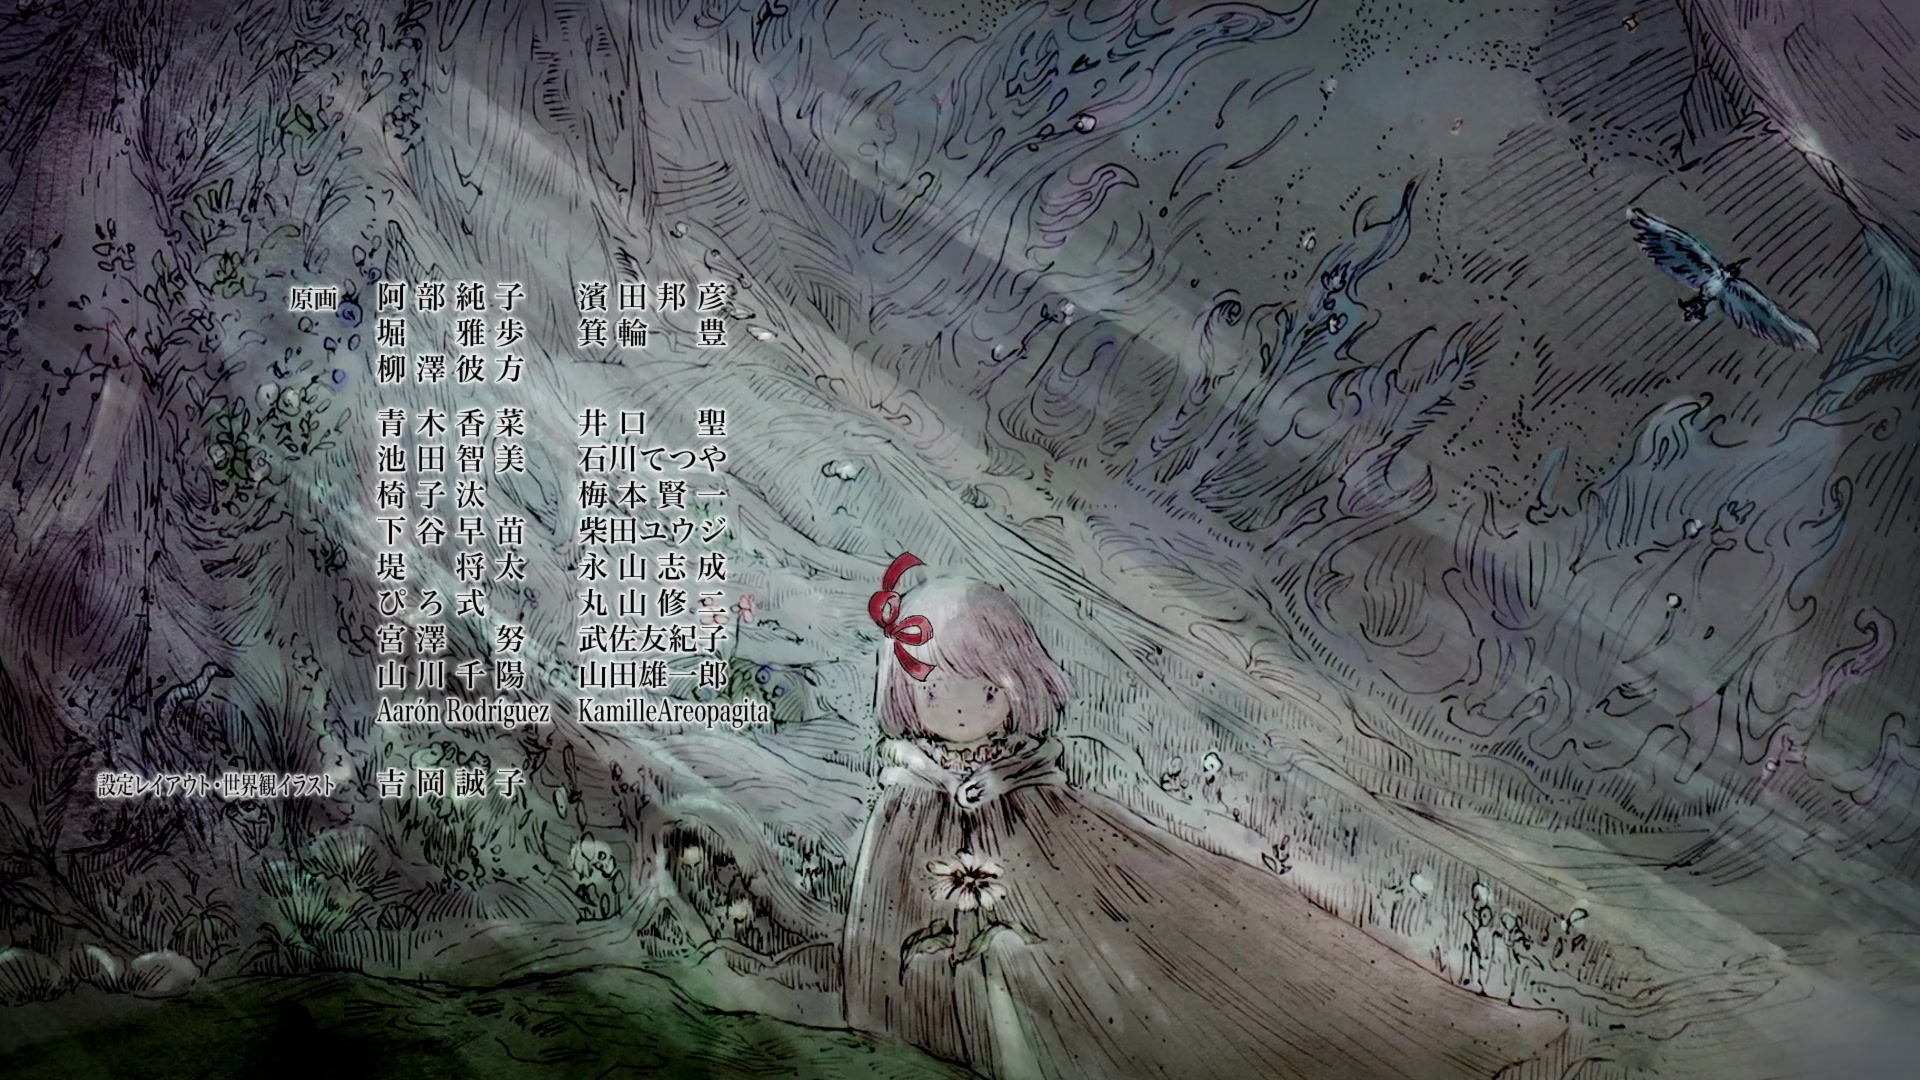 原画 阿部純子 濱田邦彦
堀 雅歩 箕輪 豊
柳澤彼方
青木香菜 井口 聖
池田智美 石川てつや
椅子汰 梅本賢一
下谷早苗 柴田ユウジ
堤 将太 永山志成
ぴろ式 丸山修二
宮澤 努 武佐友紀子
山川千陽 山田雄一郎
Aarón Rodríguez KamilleAreopagita
設定レイアウト・世界観イラスト 吉岡誠子